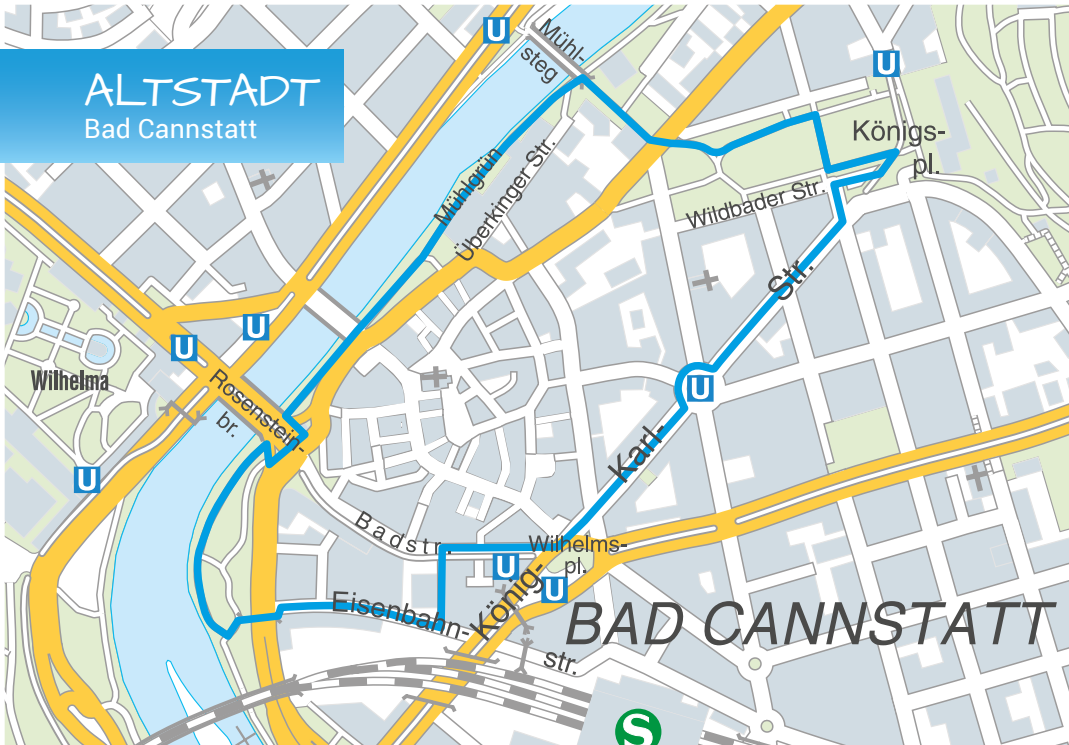 ALTSTADT
Bad Cannstatt
U
Mühl-
steg
U
Königs-
pl.
Mühlgrün
Überkinger Str.
Wildbader Str.
U
U
Wilhelma
Rosenstein-
br.
U
U
König-Karl-Str.
Badstr.
Wilhelms-
pl.
U
U
Eisenbahn-
str.
BAD CANNSTATT
S